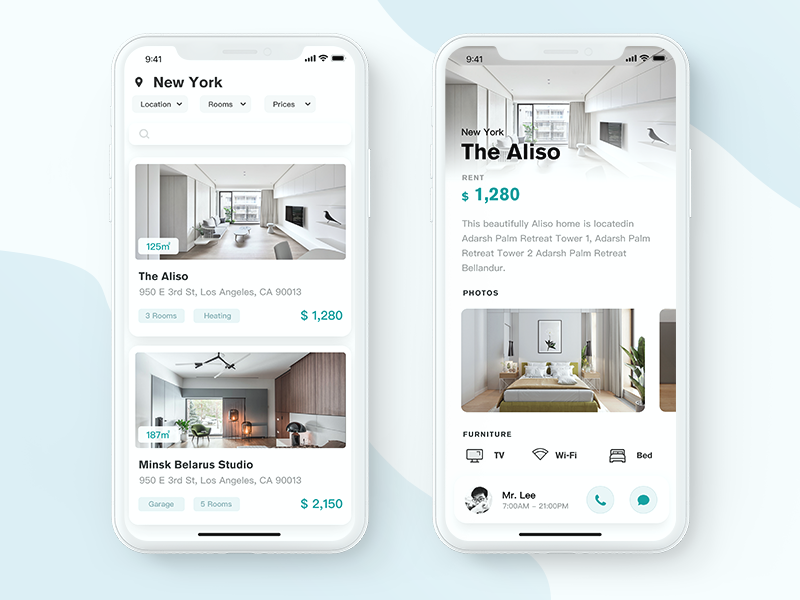 9:41
New York
Location
Rooms
Prices
125㎡
The Aliso
950 E 3rd St, Los Angeles, CA 90013
3 Rooms
Heating
$ 1,280
187㎡
Minsk Belarus Studio
950 E 3rd St, Los Angeles, CA 90013
Garage
5 Rooms
$ 2,150
9:41
New York
The Aliso
RENT
$ 1,280
This beautifully Aliso home is locatedin
Adarsh Palm Retreat Tower 1, Adarsh Palm
Retreat Tower 2 Adarsh Palm Retreat
Bellandur.
PHOTOS
FURNITURE
TV
Wi-Fi
Bed
Mr. Lee
7:00AM – 21:00PM